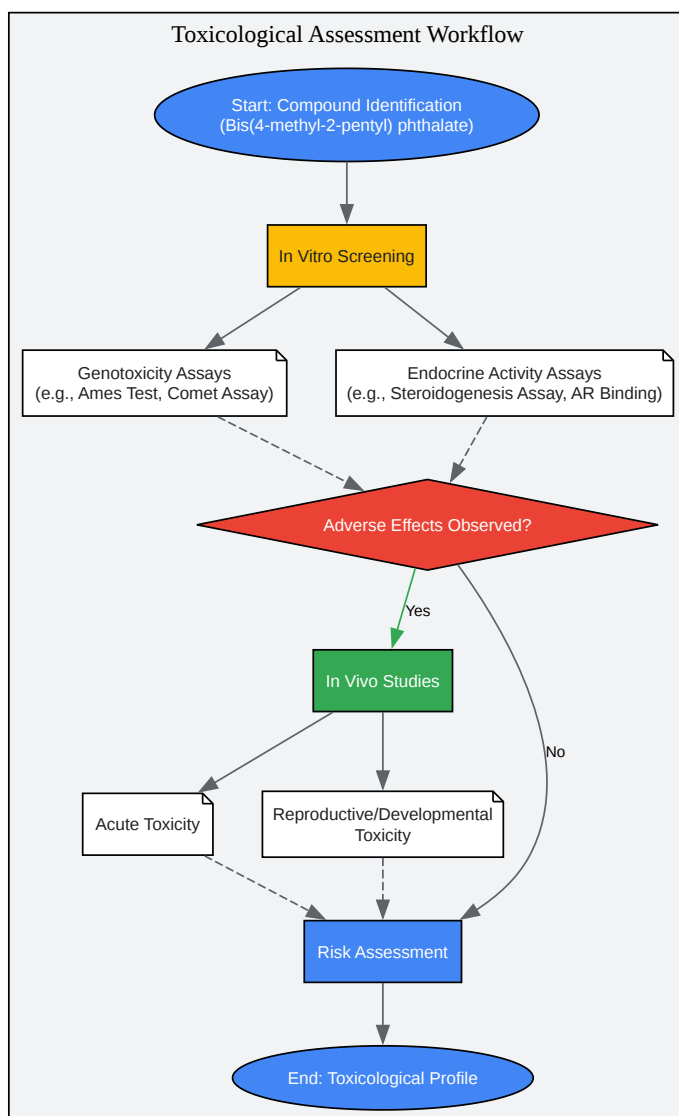 Toxicological Assessment Workflow
Start: Compound Identification
(Bis(4-methyl-2-pentyl) phthalate)
In Vitro Screening
Genotoxicity Assays
(e.g., Ames Test, Comet Assay)
Endocrine Activity Assays
(e.g., Steroidogenesis Assay, AR Binding)
Adverse Effects Observed?
Yes
In Vivo Studies
No
Acute Toxicity
Reproductive/Developmental
Toxicity
Risk Assessment
End: Toxicological Profile